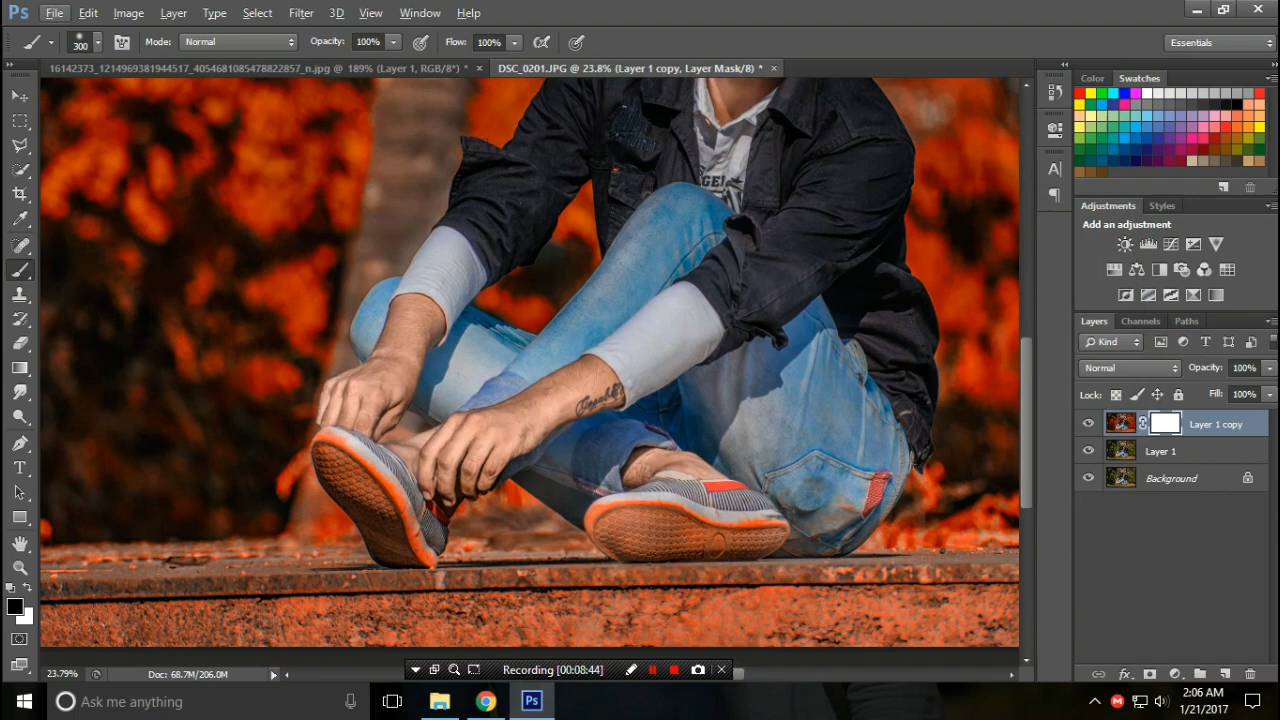 Ps File Edit Image Layer Type Select Filter 3D View Window Help
300 Mode: Normal Opacity: 100% Flow: 100% Essentials
16142373_1214969381944517_4054681085478822857_n.jpg @ 189% (Layer 1, RGB/8*) * × DSC_0201.JPG @ 23.8% (Layer 1 copy, Layer Mask/8) * ×
Color Swatches
Adjustments Styles
Add an adjustment
Layers Channels Paths
Kind
Normal Opacity: 100%
Lock: Fill: 100%
Layer 1 copy
Layer 1
Background
23.79% Doc: 68.7M/206.0M
Recording [00:08:44]
Ask me anything
Ps
2:06 AM
1/21/2017